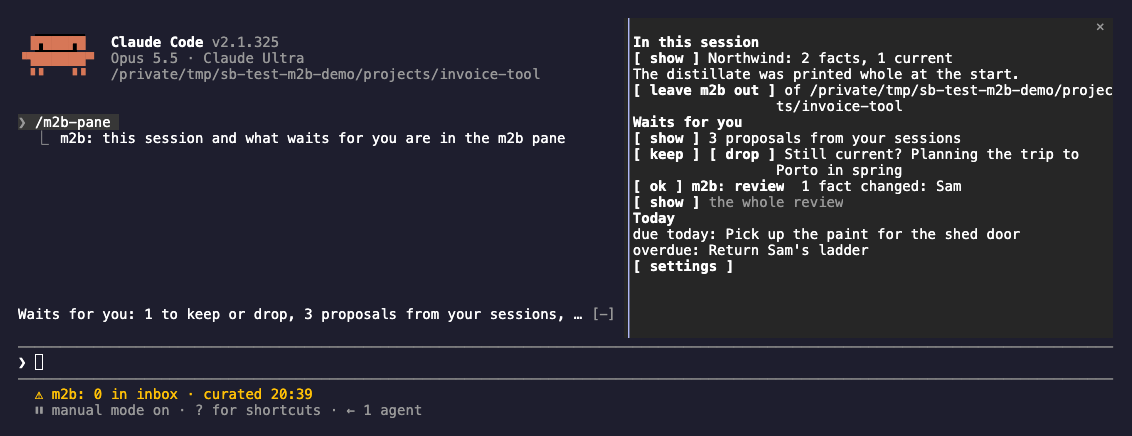 Claude Code v2.1.325
Opus 5.5 · Claude Ultra
/private/tmp/sb-test-m2b-demo/projects/invoice-tool
❯ /m2b-pane
⎿ m2b: this session and what waits for you are in the m2b pane
Waits for you: 1 to keep or drop, 3 proposals from your sessions, … [−]
×
In this session
[ show ] Northwind: 2 facts, 1 current
The distillate was printed whole at the start.
[ leave m2b out ] of /private/tmp/sb-test-m2b-demo/projec
ts/invoice-tool
Waits for you
[ show ] 3 proposals from your sessions
[ keep ] [ drop ] Still current? Planning the trip to
Porto in spring
[ ok ] m2b: review  1 fact changed: Sam
[ show ] the whole review
Today
due today: Pick up the paint for the shed door
overdue: Return Sam's ladder
[ settings ]
❯
⚠ m2b: 0 in inbox · curated 20:39
⏸ manual mode on · ? for shortcuts · ← 1 agent